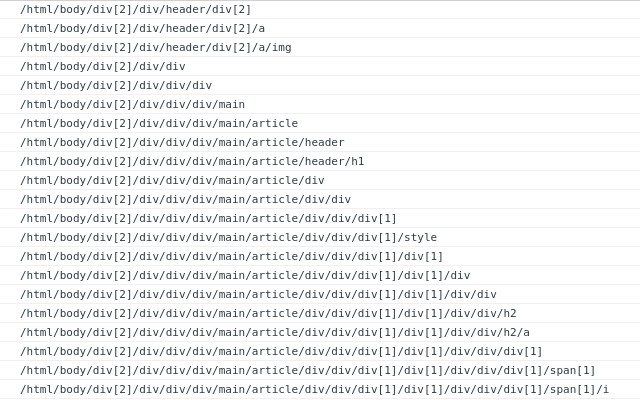 /html/body/div[2]/div/header/div[2]
/html/body/div[2]/div/header/div[2]/a
/html/body/div[2]/div/header/div[2]/a/img
/html/body/div[2]/div/div
/html/body/div[2]/div/div/div
/html/body/div[2]/div/div/div/main
/html/body/div[2]/div/div/div/main/article
/html/body/div[2]/div/div/div/main/article/header
/html/body/div[2]/div/div/div/main/article/header/h1
/html/body/div[2]/div/div/div/main/article/div
/html/body/div[2]/div/div/div/main/article/div/div
/html/body/div[2]/div/div/div/main/article/div/div/div[1]
/html/body/div[2]/div/div/div/main/article/div/div/div[1]/style
/html/body/div[2]/div/div/div/main/article/div/div/div[1]/div[1]
/html/body/div[2]/div/div/div/main/article/div/div/div[1]/div[1]/div
/html/body/div[2]/div/div/div/main/article/div/div/div[1]/div[1]/div/div
/html/body/div[2]/div/div/div/main/article/div/div/div[1]/div[1]/div/div/h2
/html/body/div[2]/div/div/div/main/article/div/div/div[1]/div[1]/div/div/h2/a
/html/body/div[2]/div/div/div/main/article/div/div/div[1]/div[1]/div/div/div[1]
/html/body/div[2]/div/div/div/main/article/div/div/div[1]/div[1]/div/div/div[1]/span[1]
/html/body/div[2]/div/div/div/main/article/div/div/div[1]/div[1]/div/div/div[1]/span[1]/i